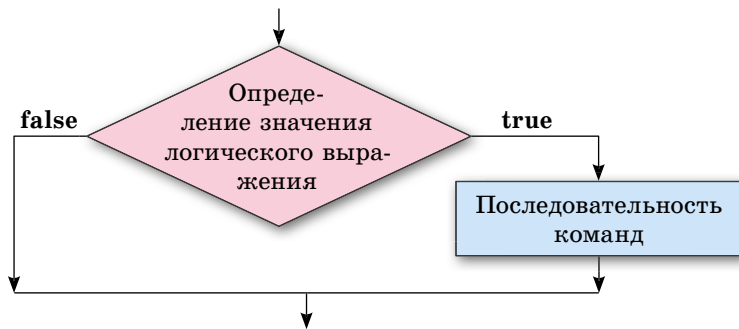 Опреде-
ление значения
логического выра-
жения
false
true
Последовательность
команд